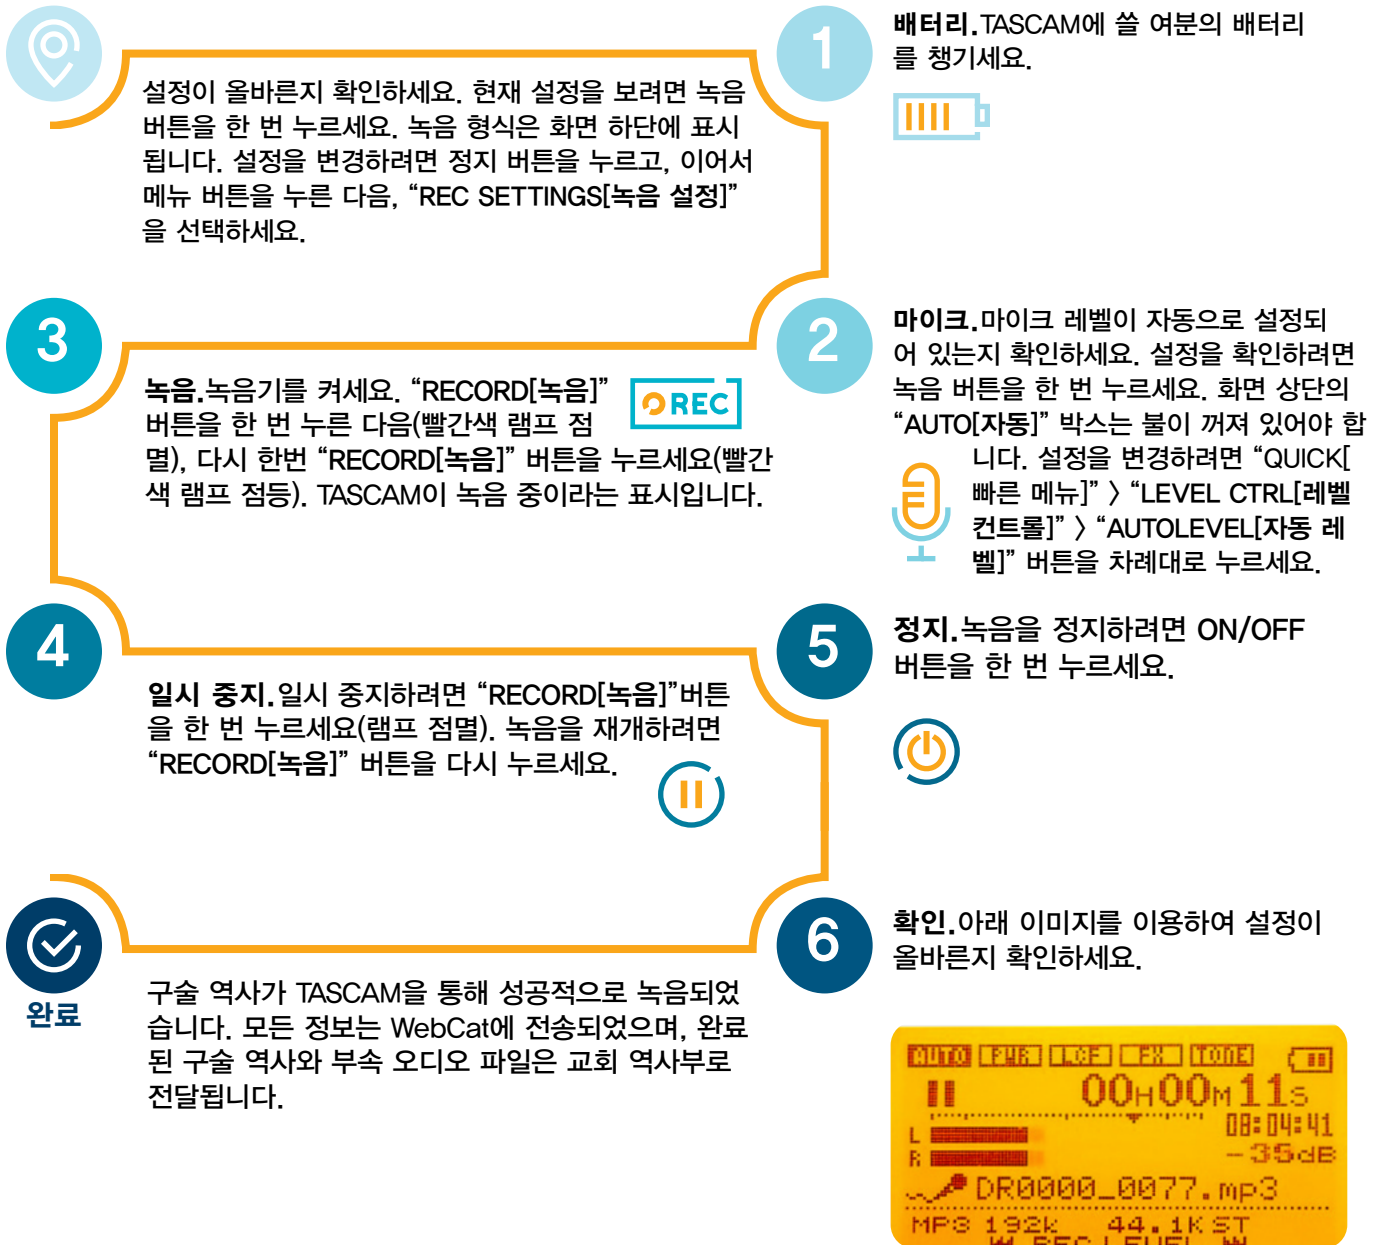 설정이 올바른지 확인하세요. 현재 설정을 보려면 녹음
버튼을 한 번 누르세요. 녹음 형식은 화면 하단에 표시
됩니다. 설정을 변경하려면 정지 버튼을 누르고, 이어서
메뉴 버튼을 누른 다음, “REC SETTINGS[녹음 설정]”
을 선택하세요.
1
배터리.TASCAM에 쓸 여분의 배터리
를 챙기세요.
2
마이크.마이크 레벨이 자동으로 설정되
어 있는지 확인하세요. 설정을 확인하려면
녹음 버튼을 한 번 누르세요. 화면 상단의
“AUTO[자동]” 박스는 불이 꺼져 있어야 합
니다. 설정을 변경하려면 “QUICK[
빠른 메뉴]” 〉 “LEVEL CTRL[레벨
컨트롤]” 〉 “AUTOLEVEL[자동 레
벨]” 버튼을 차례대로 누르세요.
3
녹음.녹음기를 켜세요. “RECORD[녹음]”
버튼을 한 번 누른 다음(빨간색 램프 점
멸), 다시 한번 “RECORD[녹음]” 버튼을 누르세요(빨간
색 램프 점등). TASCAM이 녹음 중이라는 표시입니다.
REC
4
일시 중지.일시 중지하려면 “RECORD[녹음]”버튼
을 한 번 누르세요(램프 점멸). 녹음을 재개하려면
“RECORD[녹음]” 버튼을 다시 누르세요.
5
정지.녹음을 정지하려면 ON/OFF
버튼을 한 번 누르세요.
6
확인.아래 이미지를 이용하여 설정이
올바른지 확인하세요.
AUTO PWR LCF FX TONE
00H00M11S
08:04:41
L
R -35dB
DR0000_0077.mp3
MP3 192k 44.1K ST
REC LEVEL
완료
구술 역사가 TASCAM을 통해 성공적으로 녹음되었
습니다. 모든 정보는 WebCat에 전송되었으며, 완료
된 구술 역사와 부속 오디오 파일은 교회 역사부로
전달됩니다.